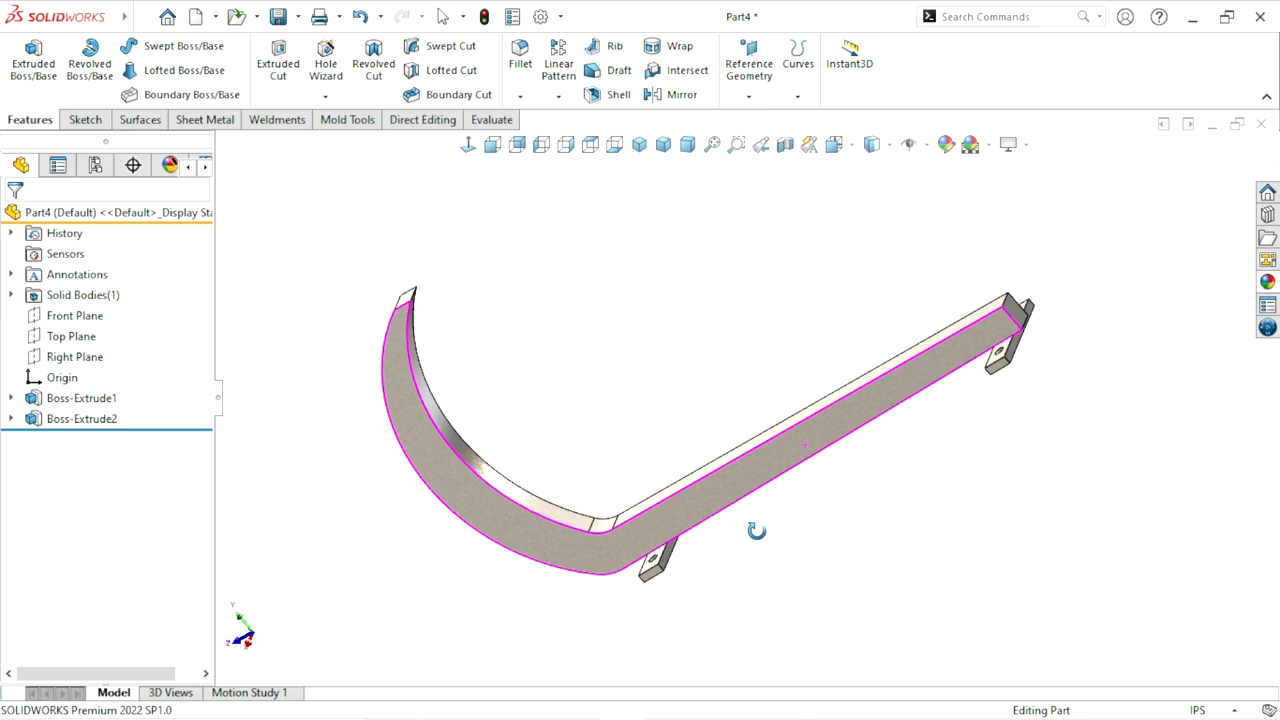 SOLIDWORKS
Part4 *
Search Commands
Extruded Boss/Base
Revolved Boss/Base
Swept Boss/Base
Lofted Boss/Base
Boundary Boss/Base
Extruded Cut
Hole Wizard
Revolved Cut
Swept Cut
Lofted Cut
Boundary Cut
Fillet
Linear Pattern
Rib
Draft
Shell
Wrap
Intersect
Mirror
Reference Geometry
Curves
Instant3D
Features Sketch Surfaces Sheet Metal Weldments Mold Tools Direct Editing Evaluate
Part4 (Default) <<Default>_Display Sta
History
Sensors
Annotations
Solid Bodies(1)
Front Plane
Top Plane
Right Plane
Origin
Boss-Extrude1
Boss-Extrude2
Y
Z
Model 3D Views Motion Study 1
SOLIDWORKS Premium 2022 SP1.0
Editing Part
IPS